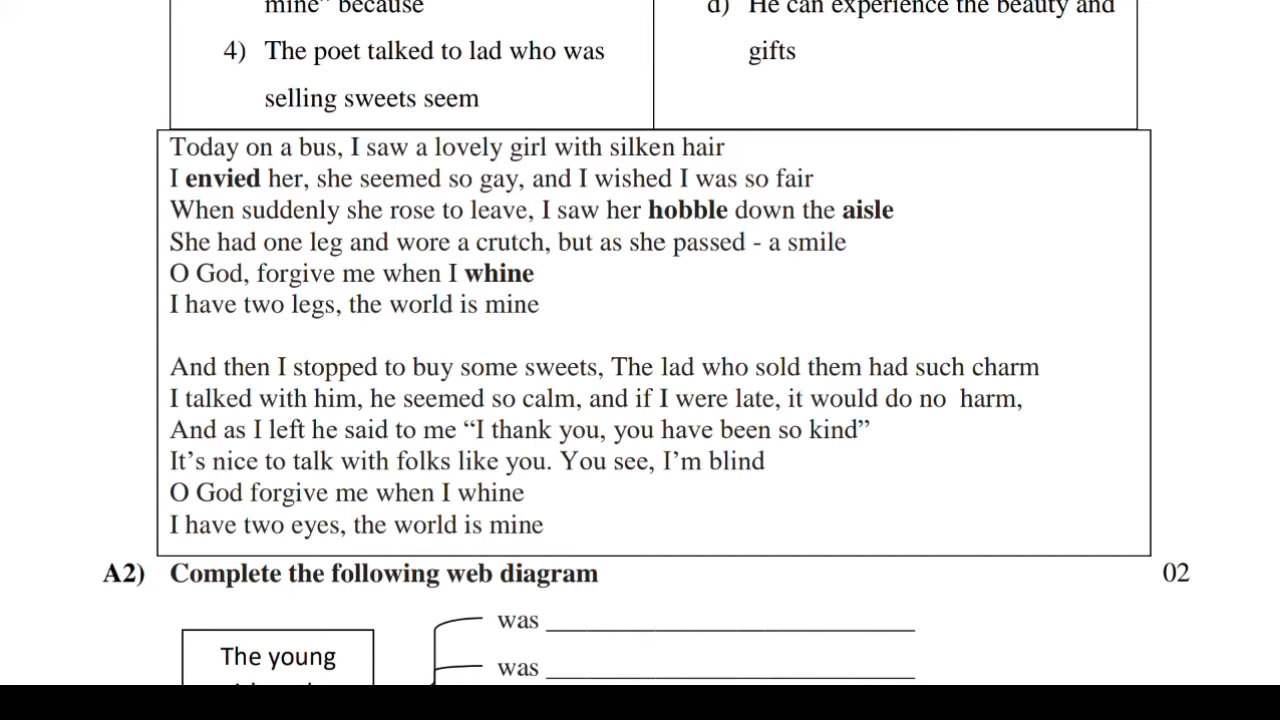 mine" because
d) He can experience the beauty and
4) The poet talked to lad who was
gifts
selling sweets seem
Today on a bus, I saw a lovely girl with silken hair
I envied her, she seemed so gay, and I wished I was so fair
When suddenly she rose to leave, I saw her hobble down the aisle
She had one leg and wore a crutch, but as she passed - a smile
O God, forgive me when I whine
I have two legs, the world is mine
And then I stopped to buy some sweets, The lad who sold them had such charm
I talked with him, he seemed so calm, and if I were late, it would do no harm,
And as I left he said to me “I thank you, you have been so kind”
It’s nice to talk with folks like you. You see, I’m blind
O God forgive me when I whine
I have two eyes, the world is mine
A2) Complete the following web diagram 02
was
The young
was